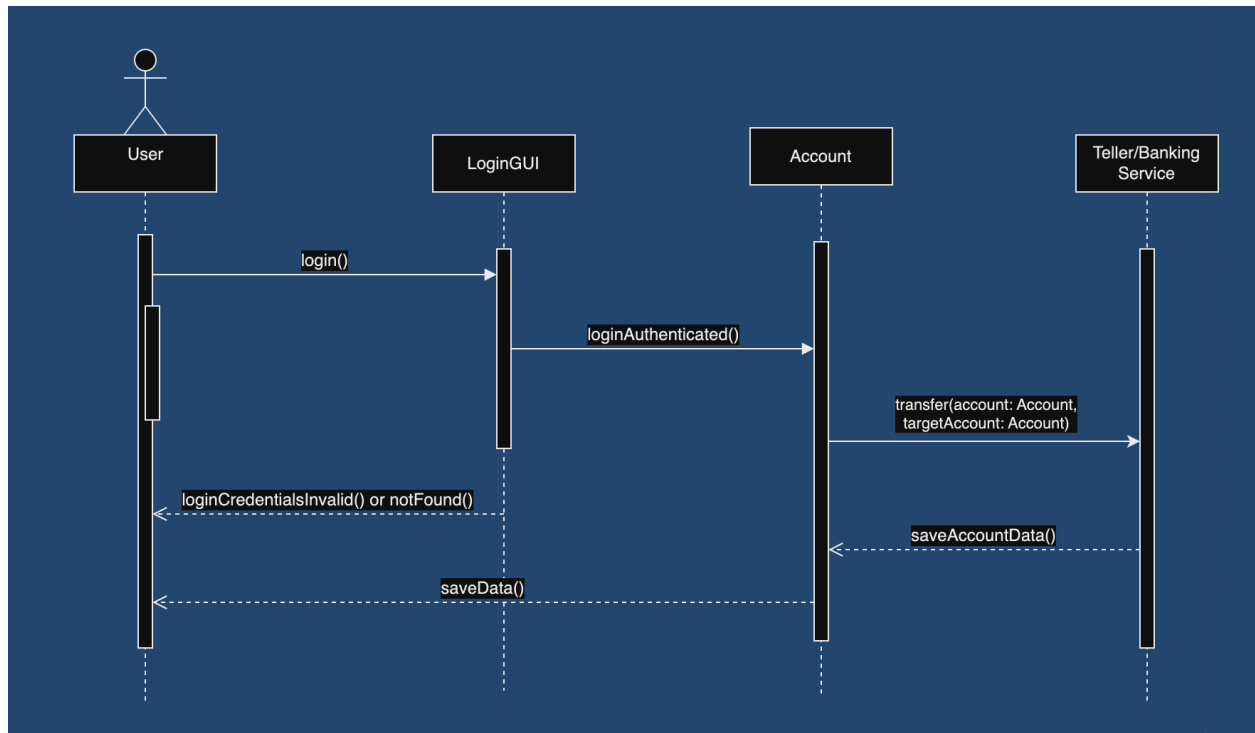 User
LoginGUI
Account
Teller/Banking
Service
login()
loginAuthenticated()
transfer(account: Account,
targetAccount: Account)
loginCredentialsInvalid() or notFound()
saveAccountData()
saveData()